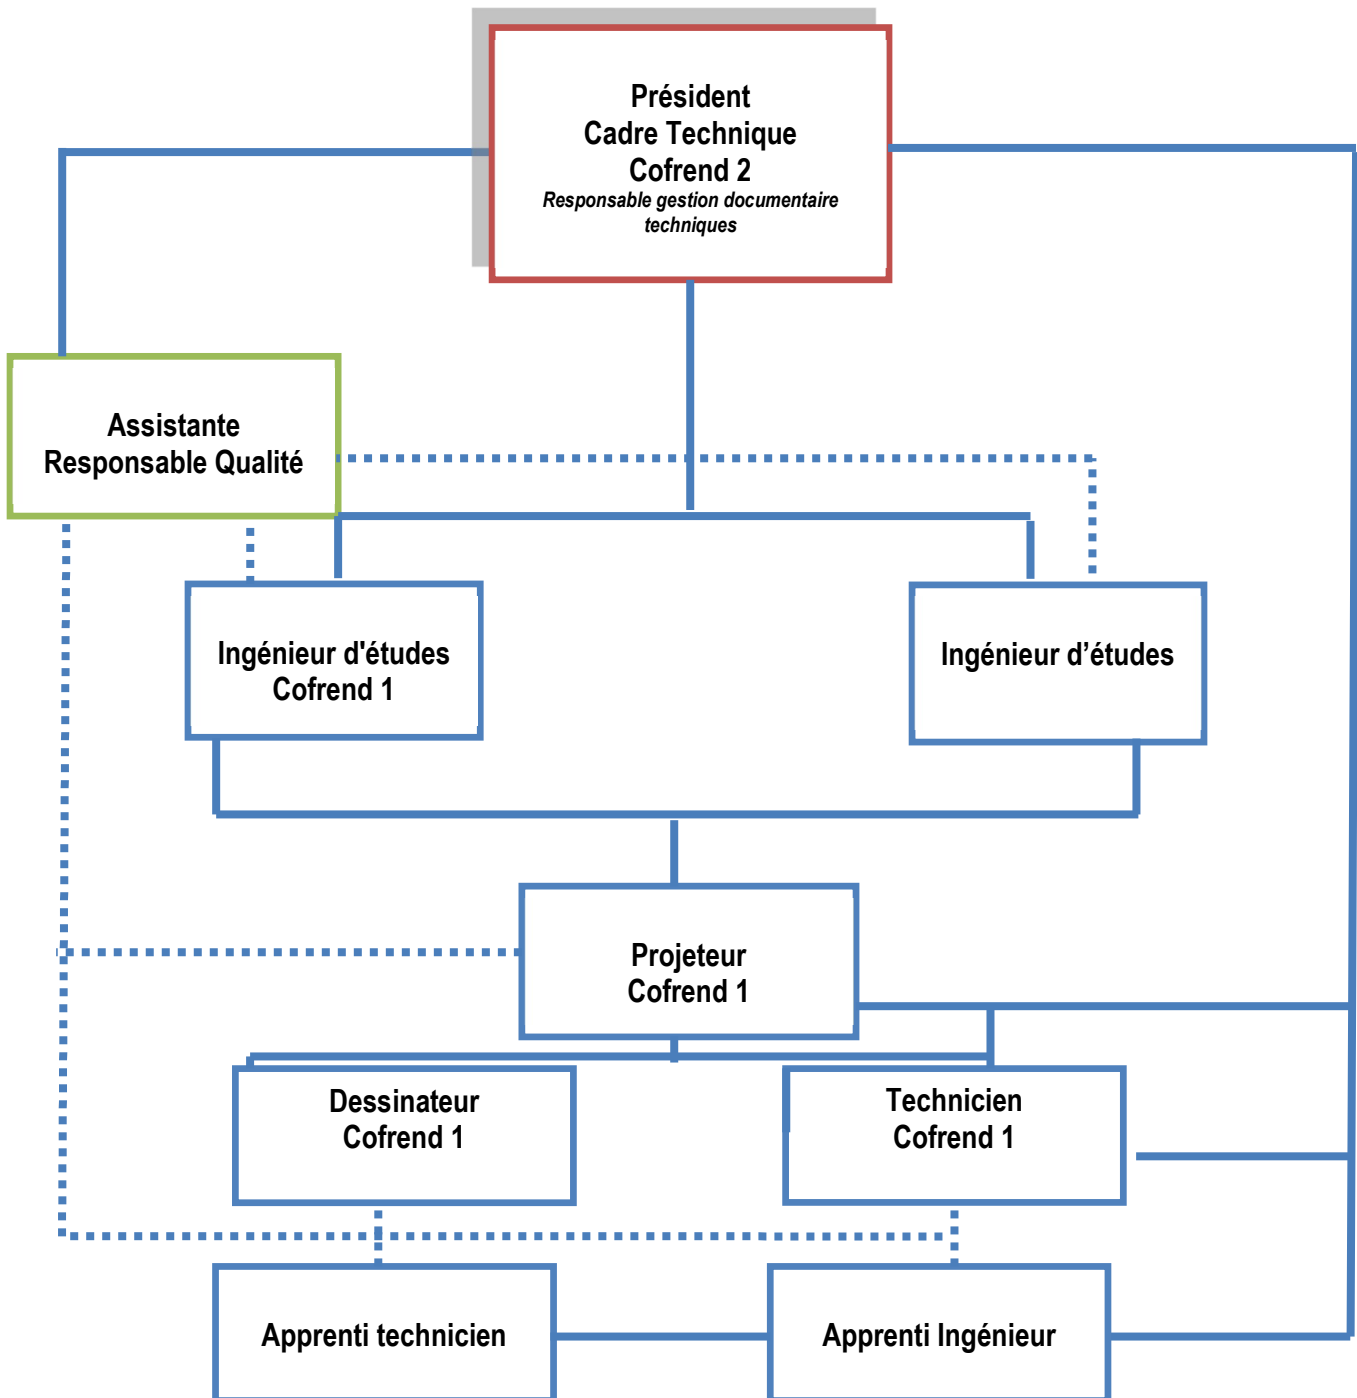 Président
Cadre Technique
Cofrend 2
Responsable gestion documentaire
techniques
Assistante
Responsable Qualité
Ingénieur d'études
Cofrend 1
Ingénieur d’études
Projeteur
Cofrend 1
Dessinateur
Cofrend 1
Technicien
Cofrend 1
Apprenti technicien
Apprenti Ingénieur